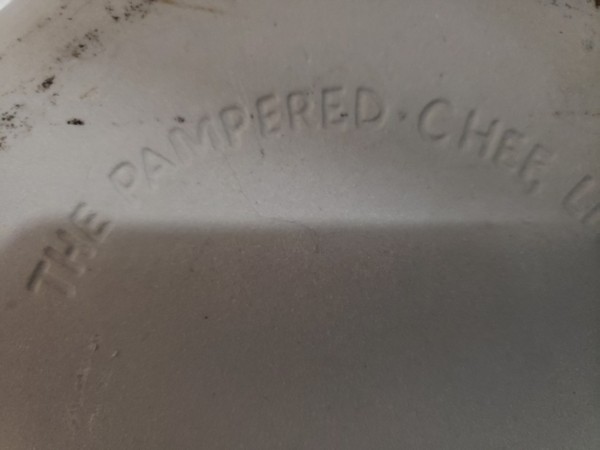 THE PAMPERED · CHEF, L